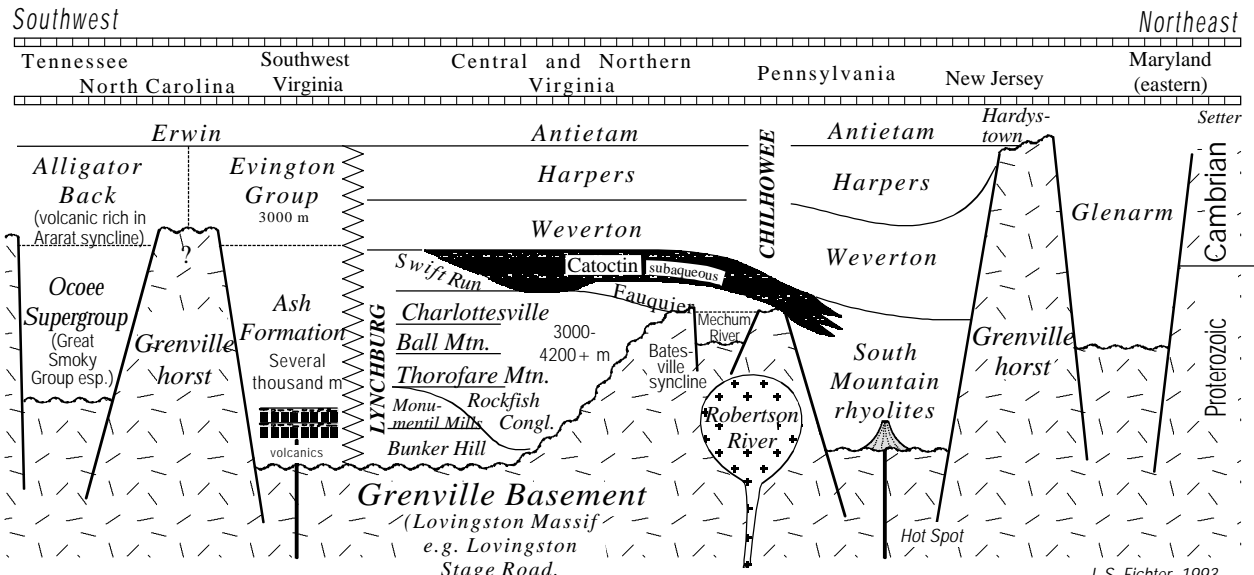 Southwest
Northeast
Tennessee
North Carolina
Southwest
Virginia
Central and Northern
Virginia
Pennsylvania
New Jersey
Maryland
(eastern)
Erwin
Antietam
CHILHOWEE
Antietam
Hardys-
town
Setter
Alligator
Back
(volcanic rich in
Ararat syncline)
Evington
Group
3000 m
Harpers
Harpers
Glenarm
Cambrian
?
Weverton
Weverton
Catoctin
subaqueous
Swift Run
Fauquier
Ocoee
Supergroup
(Great
Smoky
Group esp.)
Grenville
horst
Ash
Formation
Several
thousand m
volcanics
LYNCHBURG
Charlottesville
Ball Mtn.
Thorofare Mtn.
3000-
4200+ m
Monu-
mentil Mills
Rockfish
Congl.
Bunker Hill
Bates-
ville
syncline
Mechum
River
Robertson
River
South
Mountain
rhyolites
Grenville
horst
Poterozoic
Grenville Basement
(Lovingston Massif
e.g. Lovingston
Stage Road.
Hot Spot
L.S. Fichter, 1993